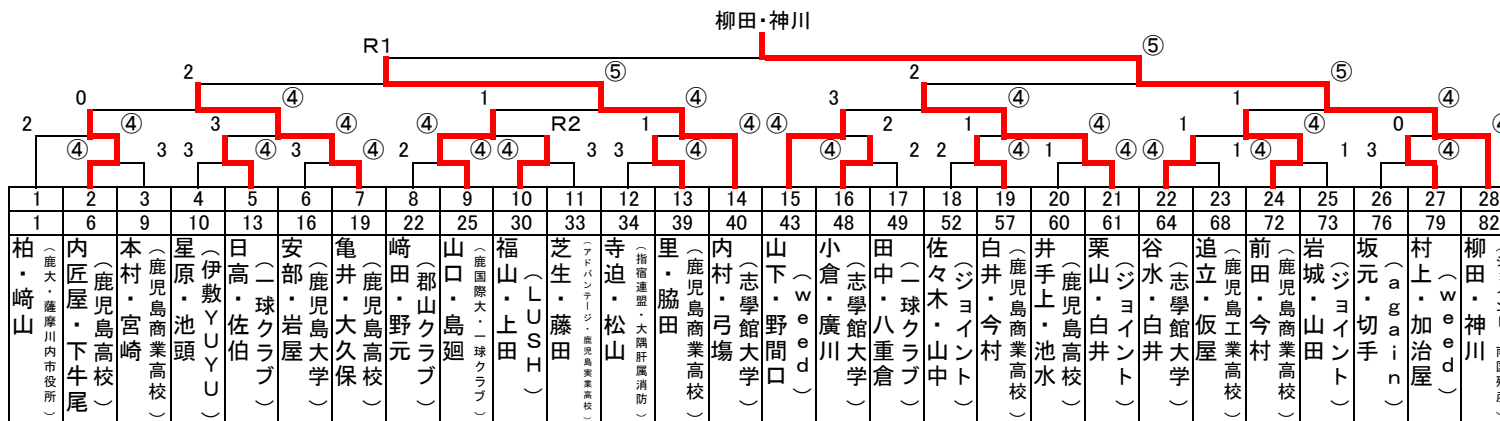 柳田・神川
R1 ⑤
2 ⑤ 2 ⑤
0 ④ 1 ④ 3 ④ 1 ④
2 ④ 3 ④ ④ R2 1 ④ ④ 2 1 ④ 1 ④ 0
④ 3 3 ④ 3 ④ 2 ④ ④ 3 3 ④ ④ 2 2 ④ 1 ④ ④ 1 ④ 1 3 ④
1 2 3 4 5 6 7 8 9 10 11 12 13 14 15 16 17 18 19 20 21 22 23 24 25 26 27 28
1 6 9 10 13 16 19 22 25 30 33 34 39 40 43 48 49 52 57 60 61 64 68 72 73 76 79 82
柏・﨑山 (鹿大・薩摩川内市役所)
内匠屋・下牛尾 (鹿児島高校)
本村・宮崎 (鹿児島商業高校)
星原・池頭 (伊敷YUYU)
日高・佐伯 (一球クラブ)
安部・岩屋 (鹿児島大学)
亀井・大久保 (鹿児島高校)
﨑田・野元 (郡山クラブ)
山口・島廻 (鹿国際大・一球クラブ)
福山・上田 (LUSH)
芝生・藤田 (アドバンテージ・鹿児島実業高校)
寺迫・松山 (指宿連盟・大隅肝属消防)
里・脇田 (鹿児島商業高校)
内村・弓場 (志學館大学)
山下・野間口 (weed)
小倉・廣川 (志學館大学)
田中・八重倉 (一球クラブ)
佐々木・山中 (ジョイント)
白井・今村 (鹿児島商業高校)
井手上・池水 (鹿児島高校)
栗山・白井 (ジョイント)
谷水・白井 (志學館大学)
追立・仮屋 (鹿児島工業高校)
前田・今村 (鹿児島商業高校)
岩城・山田 (ジョイント)
坂元・切手 (again)
村上・加治屋 (weed)
柳田・神川